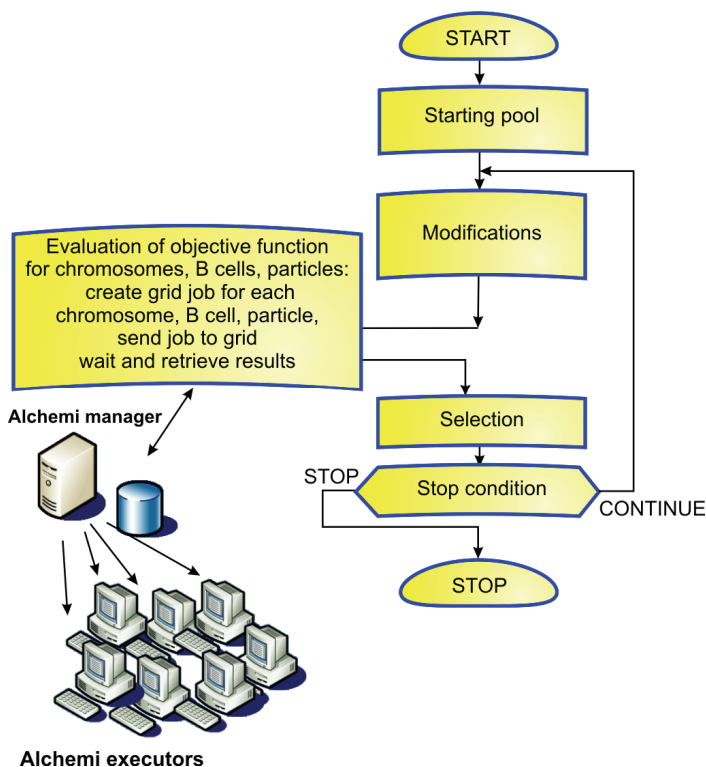 START
Starting pool
Modifications
Evaluation of objective function
for chromosomes, B cells, particles:
create grid job for each
chromosome, B cell, particle,
send job to grid
wait and retrieve results
Alchemi manager
Selection
STOP
Stop condition
CONTINUE
STOP
Alchemi executors